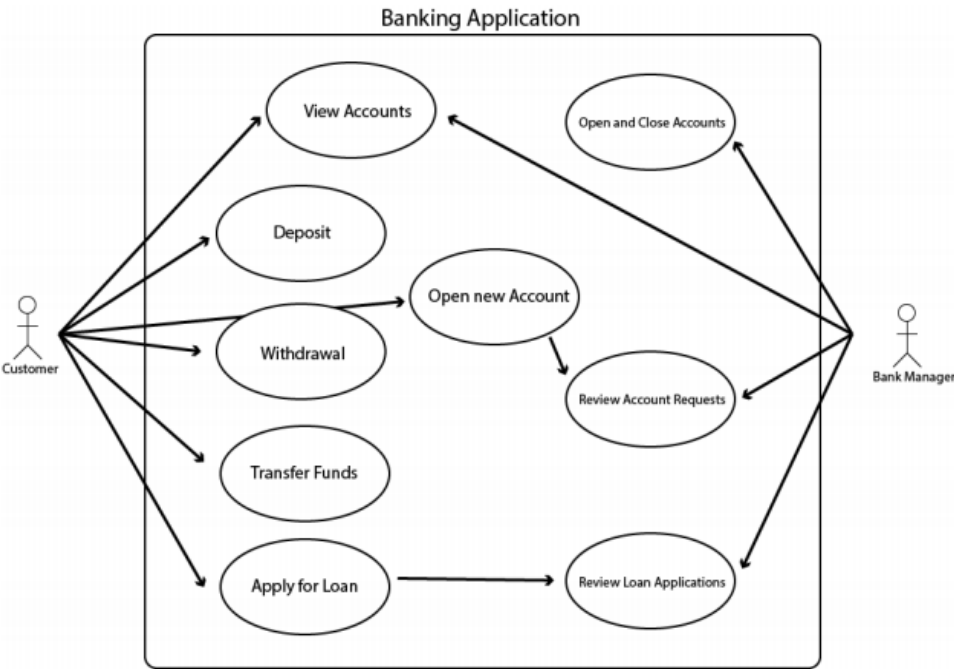 Banking Application
View Accounts
Open and Close Accounts
Deposit
Open new Account
Withdrawal
Customer
Bank Manager
Review Account Requests
Transfer Funds
Apply for Loan
Review Loan Applications